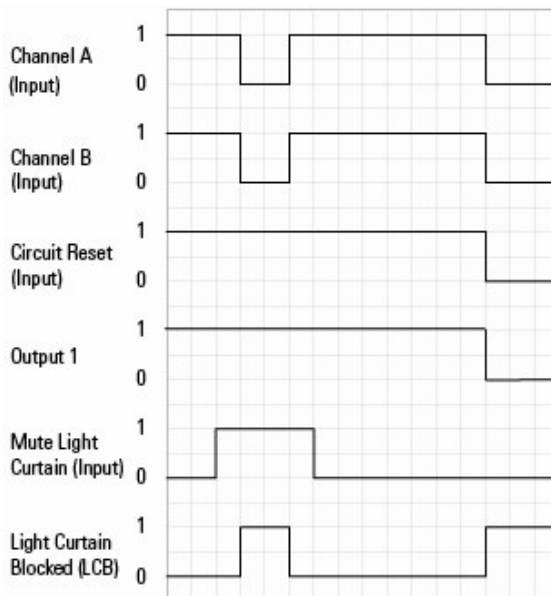 1
Channel A
(Input)
0
1
Channel B
(Input)
0
1
Circuit Reset
(Input)
0
1
Output 1
0
1
Mute Light
Curtain (Input)
0
1
Light Curtain
Blocked (LCB)
0